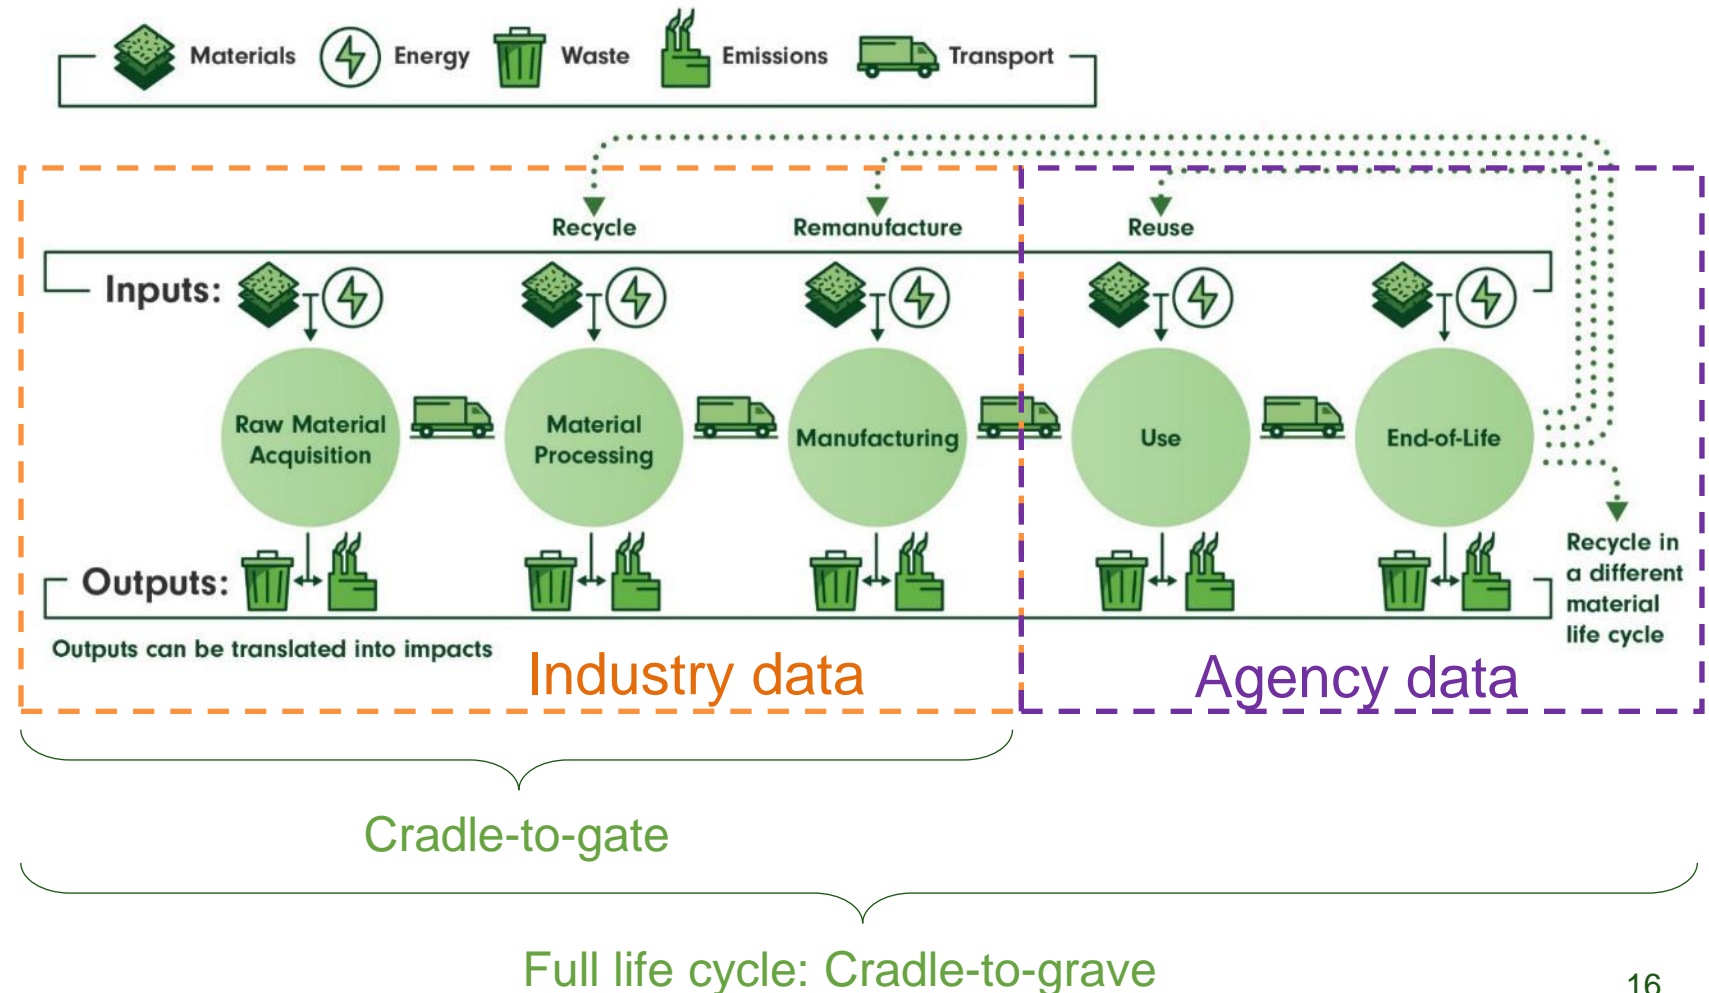 Materials
Energy
Waste
Emissions
Transport
Recycle
Remanufacture
Reuse
Inputs:
Raw Material
Acquisition
Material
Processing
Manufacturing
Use
End-of-Life
Outputs:
Recycle in
a different
material
life cycle
Outputs can be translated into impacts
Industry data
Agency data
Cradle-to-gate
Full life cycle: Cradle-to-grave
16